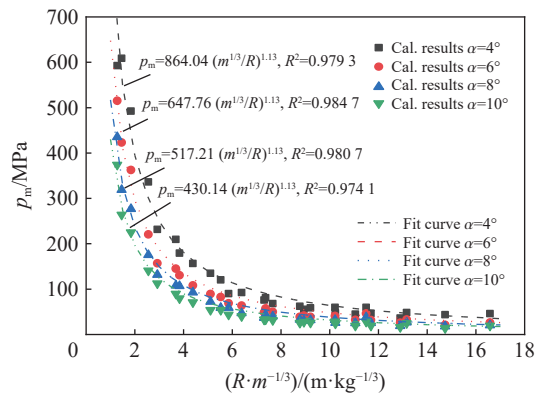 700
600
500
400
300
200
100
0
2
4
6
8
10
12
14
16
18
pm/MPa
(R·m⁻¹/³)/(m·kg⁻¹/³)
pm=864.04 (m¹/³/R)¹·¹³, R²=0.979 3
pm=647.76 (m¹/³/R)¹·¹³, R²=0.984 7
pm=517.21 (m¹/³/R)¹·¹³, R²=0.980 7
pm=430.14 (m¹/³/R)¹·¹³, R²=0.974 1
Cal. results α=4°
Cal. results α=6°
Cal. results α=8°
Cal. results α=10°
Fit curve α=4°
Fit curve α=6°
Fit curve α=8°
Fit curve α=10°